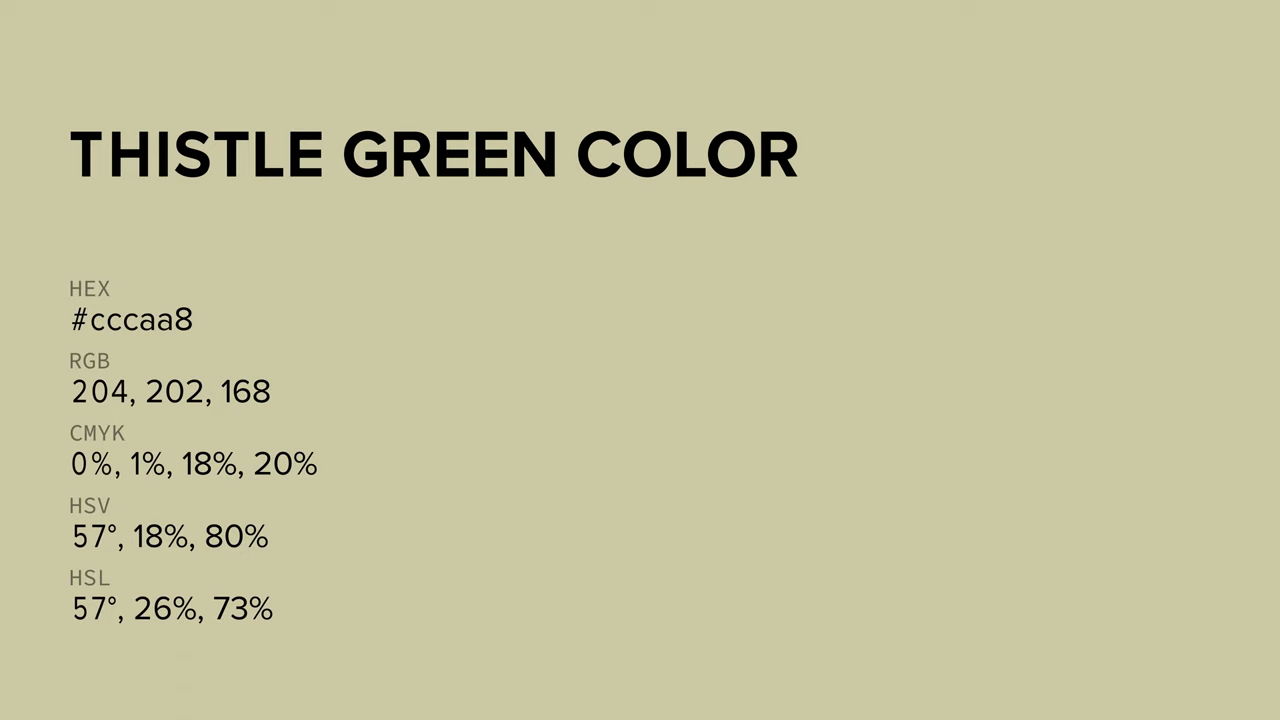 THISTLE GREEN COLOR
HEX
#cccaa8
RGB
204, 202, 168
CMYK
0%, 1%, 18%, 20%
HSV
57°, 18%, 80%
HSL
57°, 26%, 73%